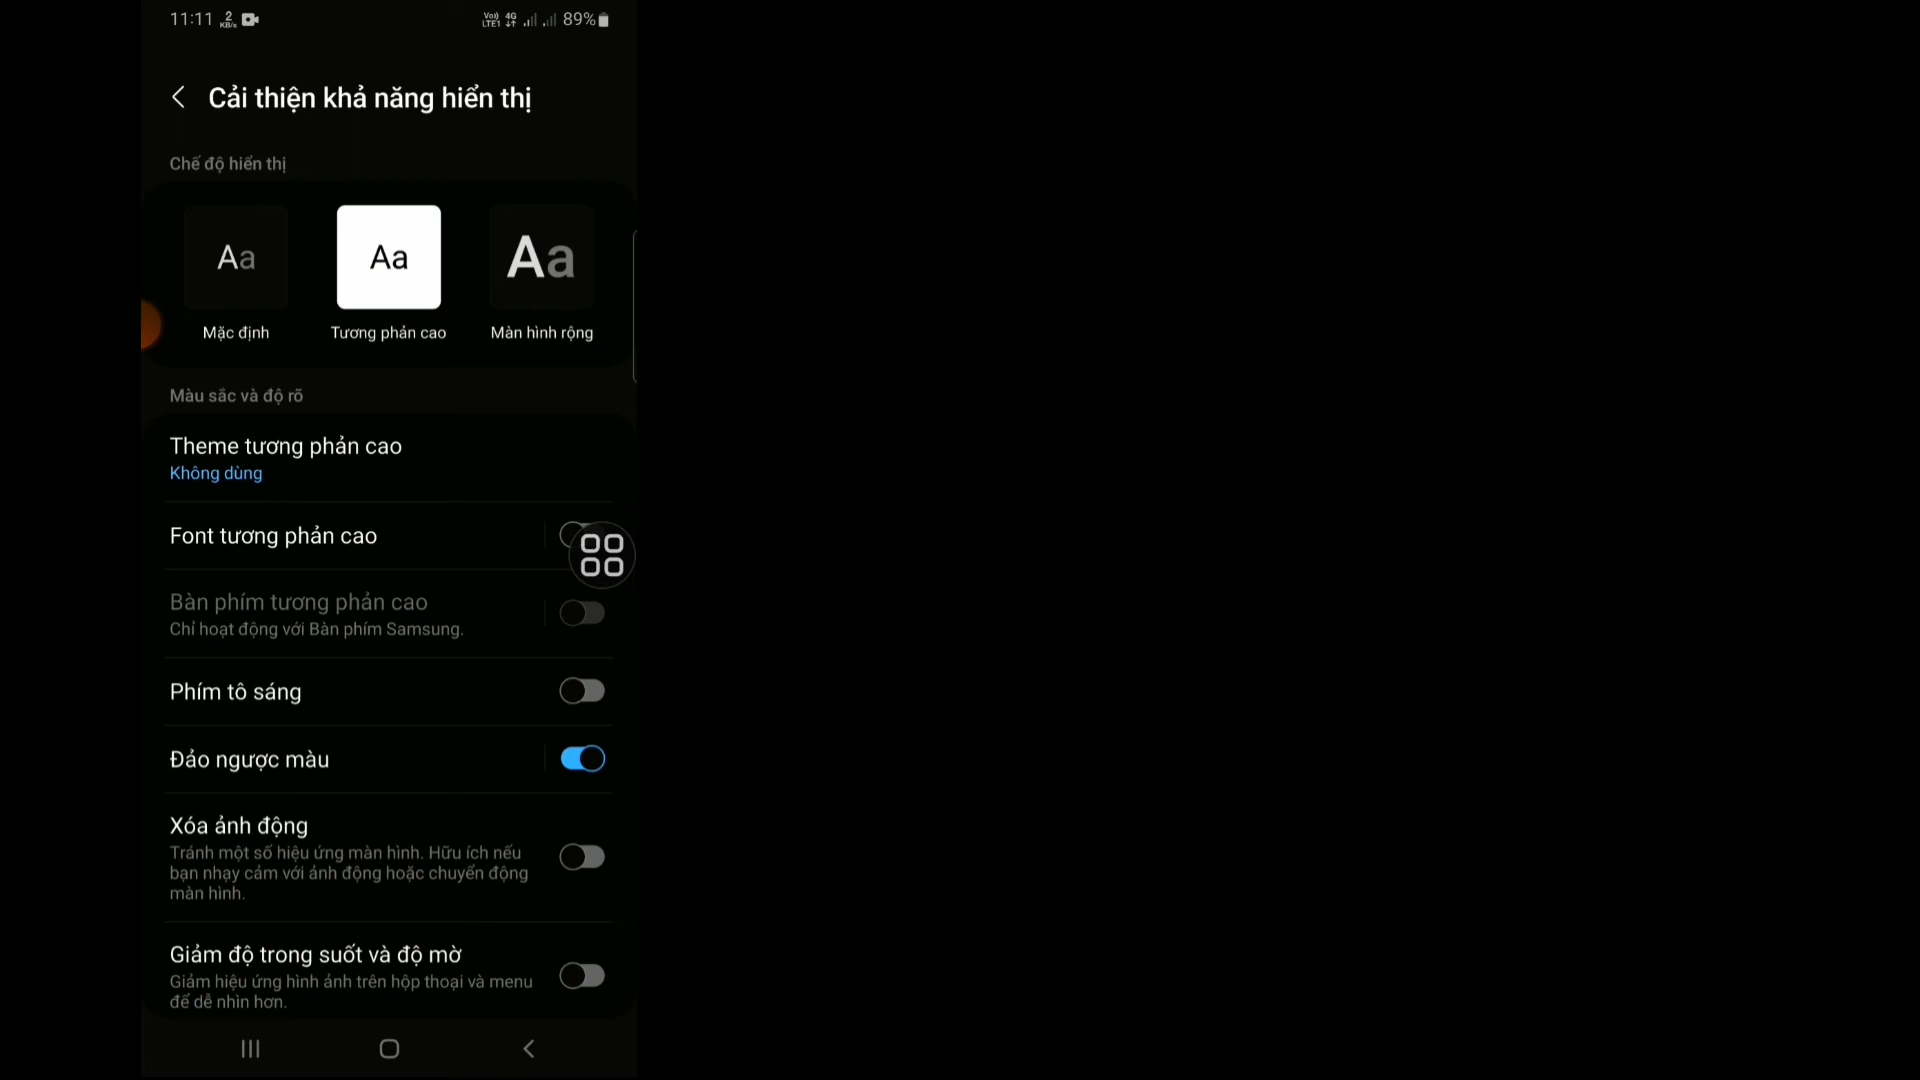 11:11 2 KB/s Vo)) LTE1 4G 89%
Cải thiện khả năng hiển thị
Chế độ hiển thị
Aa Aa Aa
Mặc định Tương phản cao Màn hình rộng
Màu sắc và độ rõ
Theme tương phản cao
Không dùng
Font tương phản cao
Bàn phím tương phản cao
Chỉ hoạt động với Bàn phím Samsung.
Phím tô sáng
Đảo ngược màu
Xóa ảnh động
Tránh một số hiệu ứng màn hình. Hữu ích nếu
bạn nhạy cảm với ảnh động hoặc chuyển động
màn hình.
Giảm độ trong suốt và độ mờ
Giảm hiệu ứng hình ảnh trên hộp thoại và menu
để dễ nhìn hơn.